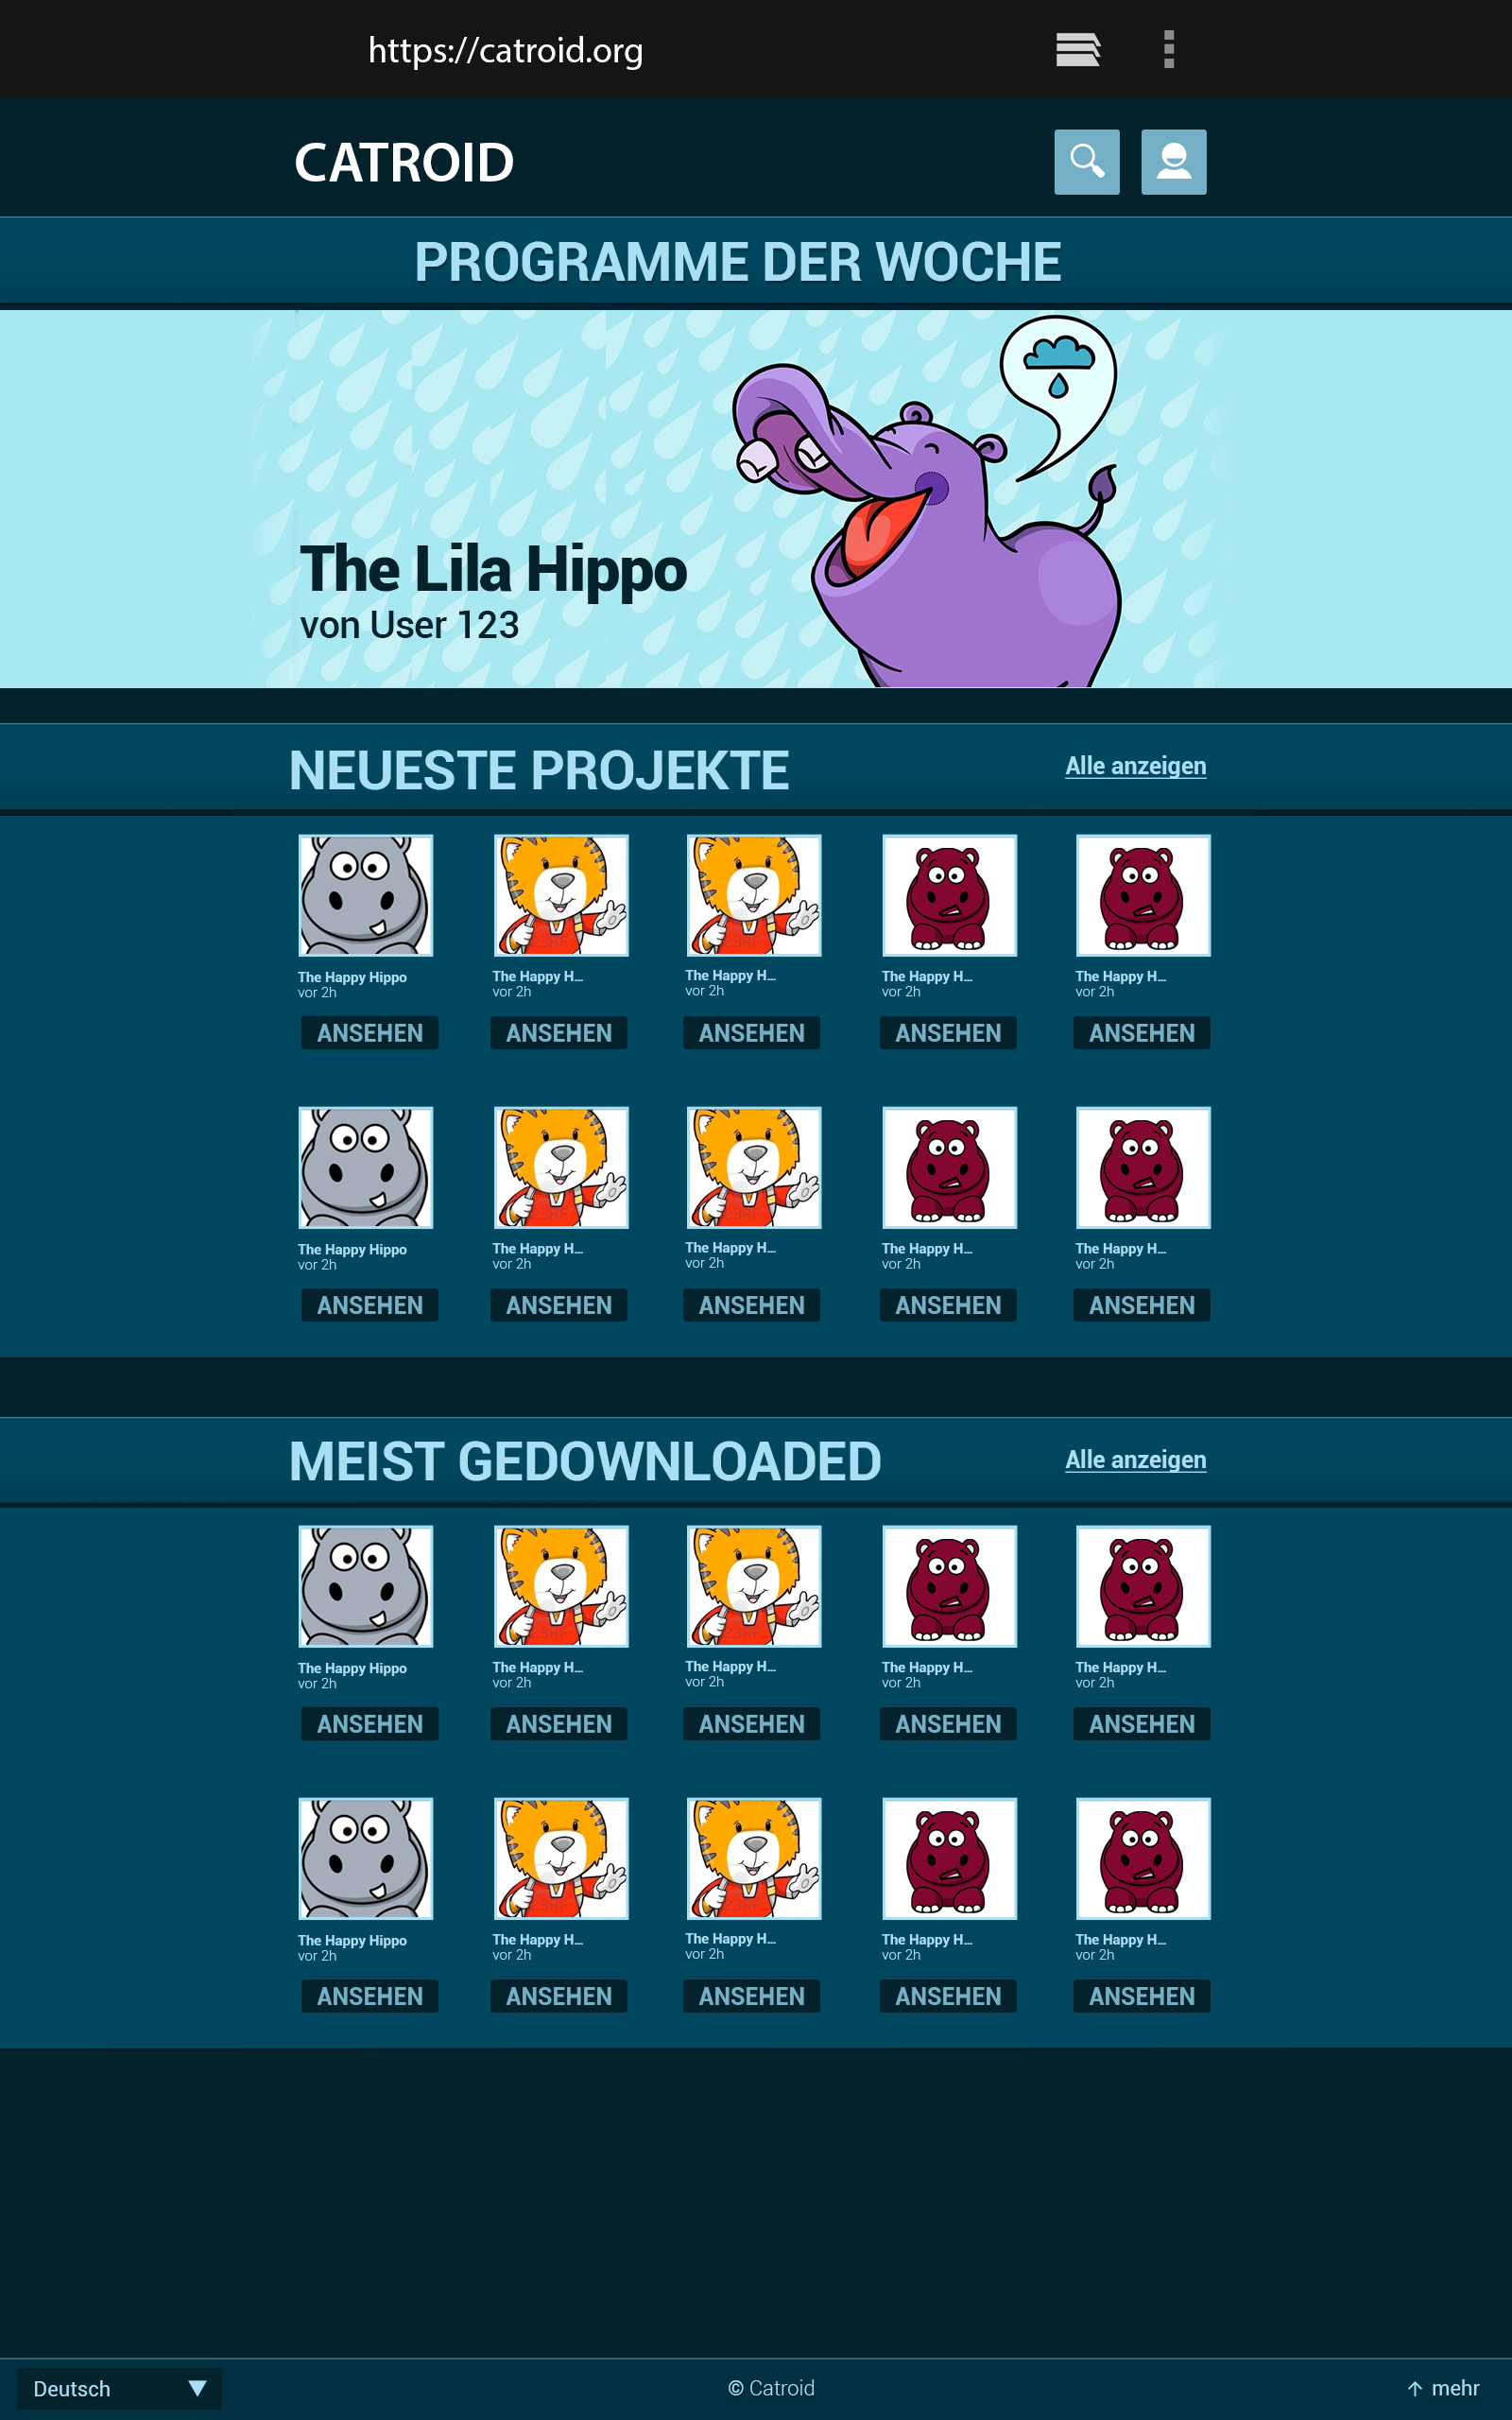 https://catroid.org
CATROID
PROGRAMME DER WOCHE
The Lila Hippo
von User 123
NEUESTE PROJEKTE
Alle anzeigen
The Happy Hippo
vor 2h
ANSEHEN
The Happy H...
vor 2h
ANSEHEN
The Happy H...
vor 2h
ANSEHEN
The Happy H...
vor 2h
ANSEHEN
The Happy H...
vor 2h
ANSEHEN
The Happy Hippo
vor 2h
ANSEHEN
The Happy H...
vor 2h
ANSEHEN
The Happy H...
vor 2h
ANSEHEN
The Happy H...
vor 2h
ANSEHEN
The Happy H...
vor 2h
ANSEHEN
MEIST GEDOWNLOADED
Alle anzeigen
The Happy Hippo
vor 2h
ANSEHEN
The Happy H...
vor 2h
ANSEHEN
The Happy H...
vor 2h
ANSEHEN
The Happy H...
vor 2h
ANSEHEN
The Happy H...
vor 2h
ANSEHEN
The Happy Hippo
vor 2h
ANSEHEN
The Happy H...
vor 2h
ANSEHEN
The Happy H...
vor 2h
ANSEHEN
The Happy H...
vor 2h
ANSEHEN
The Happy H...
vor 2h
ANSEHEN
Deutsch
© Catroid
↑ mehr